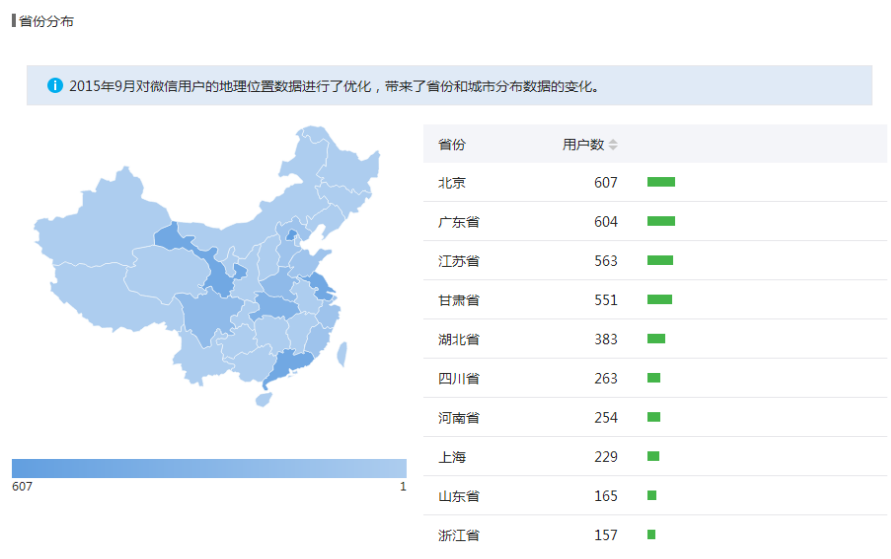 省份分布
2015年9月对微信用户的地理位置数据进行了优化，带来了省份和城市分布数据的变化。
省份 用户数
北京 607
广东省 604
江苏省 563
甘肃省 551
湖北省 383
四川省 263
河南省 254
上海 229
山东省 165
浙江省 157
607 1